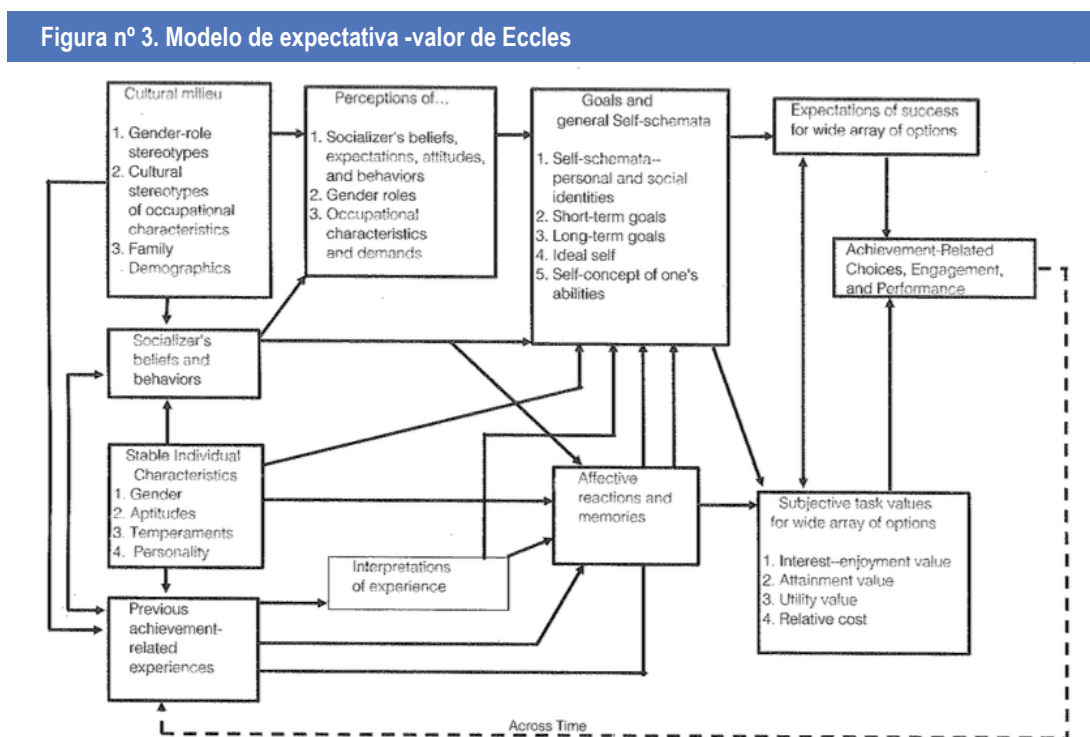 Figura nº 3. Modelo de expectativa -valor de Eccles
Cultural milieu
1. Gender-role
stereotypes
2. Cultural
stereotypes
of occupational
characteristics
3. Family
Demographics
Perceptions of...
1. Socializer's beliefs,
expectations, attitudes,
and behaviors
2. Gender roles
3. Occupational
characteristics
and demands
Goals and
general Self-schemata
1. Self-schemata--
personal and social
identities
2. Short-term goals
3. Long-term goals
4. Ideal self
5. Self-concept of one's
abilities
Expectations of success
for wide array of options
Achievement-Related
Choices, Engagement,
and Performance
Socializer's
beliefs and
behaviors
Stable Individual
Characteristics
1. Gender
2. Aptitudes
3. Temperaments
4. Personality
Affective
reactions and
memories
Subjective task values
for wide array of options
1. Interest--enjoyment value
2. Attainment value
3. Utility value
4. Relative cost
Interpretations
of experience
Previous
achievement-
related
experiences
Across Time